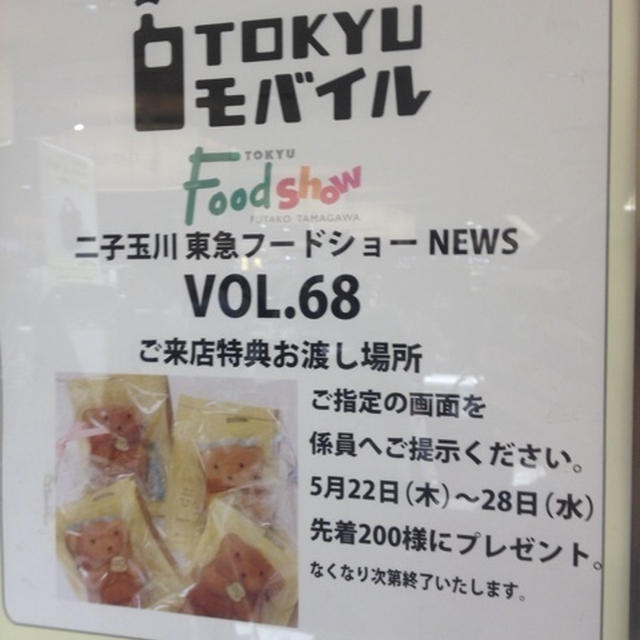 TOKYU
モバイル
TOKYU
Food show
FUTAKO TAMAGAWA
二子玉川 東急フードショー NEWS
VOL.68
ご来店特典お渡し場所
ご指定の画面を
係員へご提示ください。
5月22日(木)～28日(水)
先着200様にプレゼント。
なくなり次第終了いたします。